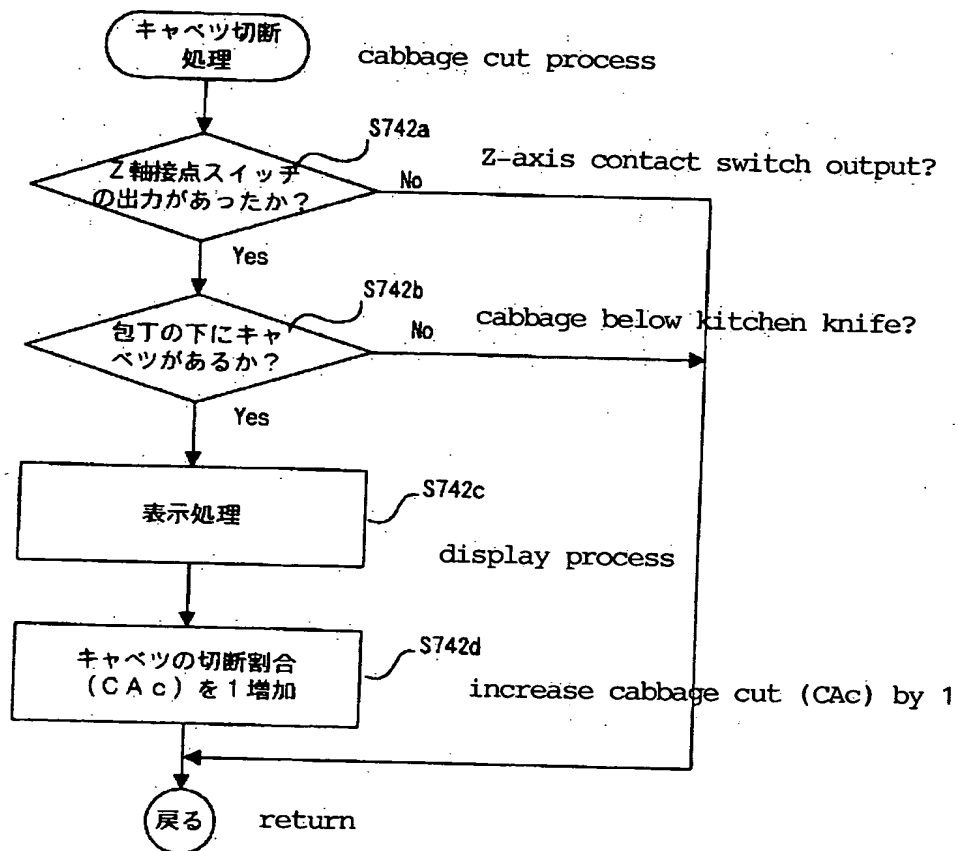 キャベツ切断
処理
cabbage cut process
S742a
Z軸接点スイッチ
の出力があったか？
No
Z-axis contact switch output?
Yes
S742b
包丁の下にキャ
ベツがあるか？
No
cabbage below kitchen knife?
Yes
表示処理
S742c
display process
キャベツの切断割合
(CAc)を1増加
S742d
increase cabbage cut (CAc) by 1
戻る
return